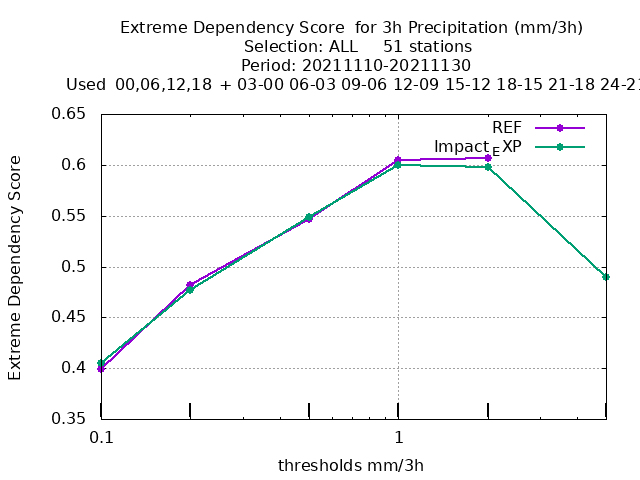 Extreme Dependency Score  for 3h Precipitation (mm/3h)
Selection: ALL     51 stations
Period: 20211110-20211130
Used  00,06,12,18  + 03-00 06-03 09-06 12-09  15-12 18-15 21-18 24-21
0.65
REF
Impact_EXP
0.6
0.55
0.5
0.45
0.4
0.35
Extreme Dependency Score
0.1
1
thresholds mm/3h